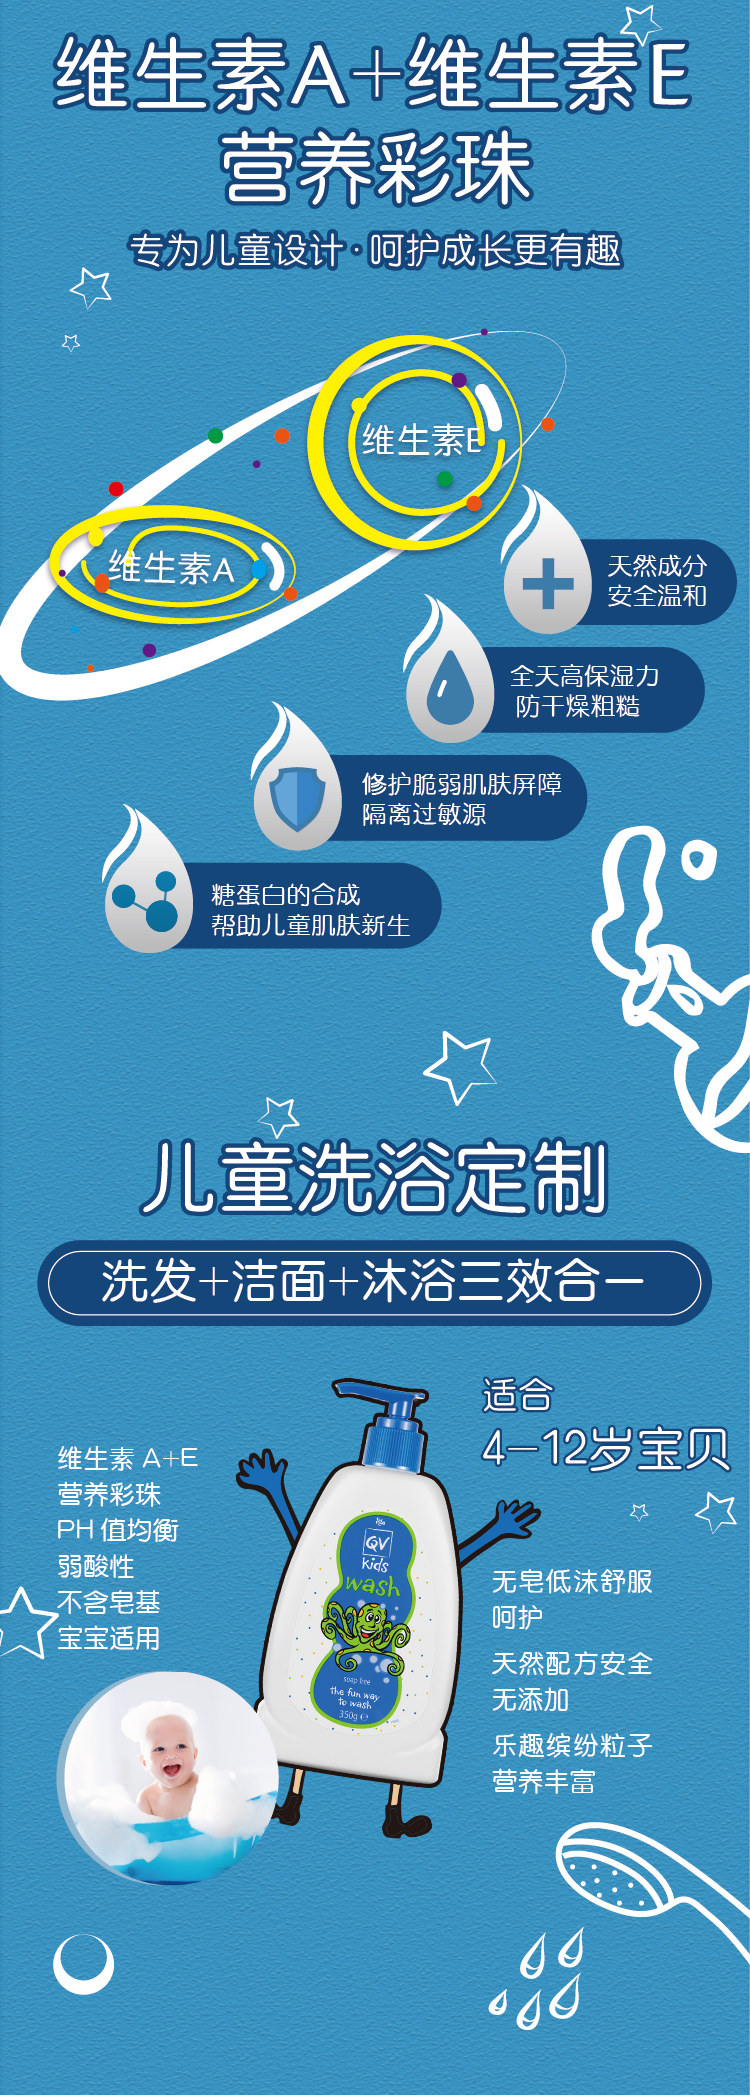 维生素A+维生素E
营养彩珠
专为儿童设计·呵护成长更有趣
维生素E
维生素A
天然成分
安全温和
全天高保湿力
防干燥粗糙
修护脆弱肌肤屏障
隔离过敏源
糖蛋白的合成
帮助儿童肌肤新生
儿童洗浴定制
洗发+洁面+沐浴三效合一
适合
4-12岁宝贝
维生素 A+E
营养彩珠
PH 值均衡
弱酸性
不含皂基
宝宝适用
QV
kids
wash
soap free
the fun way
to wash
350g ℮
无皂低沫舒服
呵护
天然配方安全
无添加
乐趣缤纷粒子
营养丰富